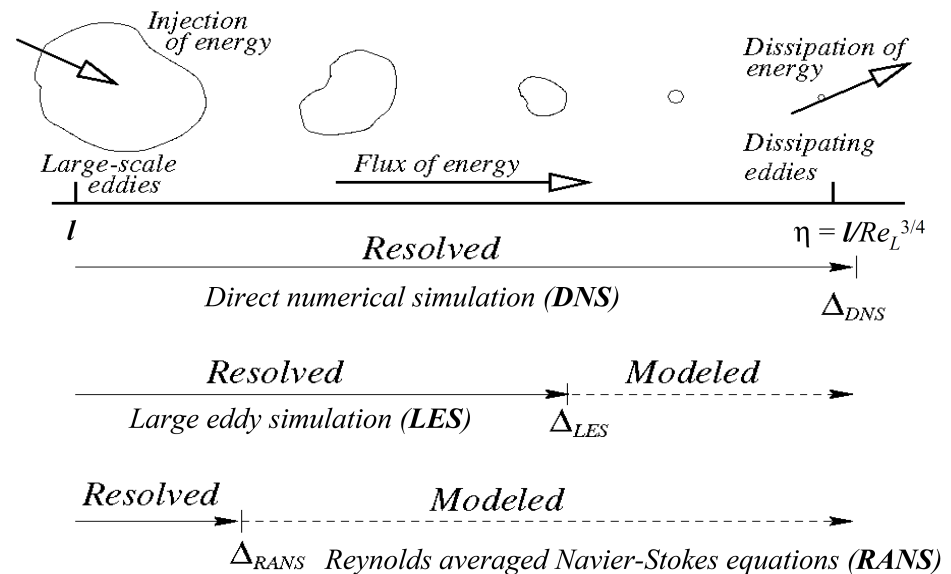 Injection
of energy
Dissipation of
energy
Large-scale
eddies
Flux of energy
Dissipating
eddies
l
η = l/Re_L^3/4
Resolved
Direct numerical simulation (DNS)
Δ_DNS
Resolved
Modeled
Large eddy simulation (LES)
Δ_LES
Resolved
Modeled
Δ_RANS
Reynolds averaged Navier-Stokes equations (RANS)